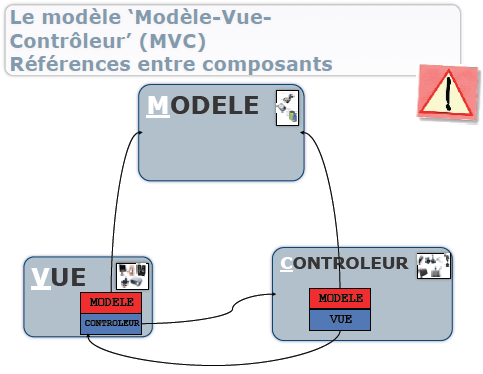 Le modèle ‘Modèle-Vue-
Contrôleur’ (MVC)
Références entre composants
MODELE
VUE
MODELE
CONTROLEUR
CONTROLEUR
MODELE
VUE